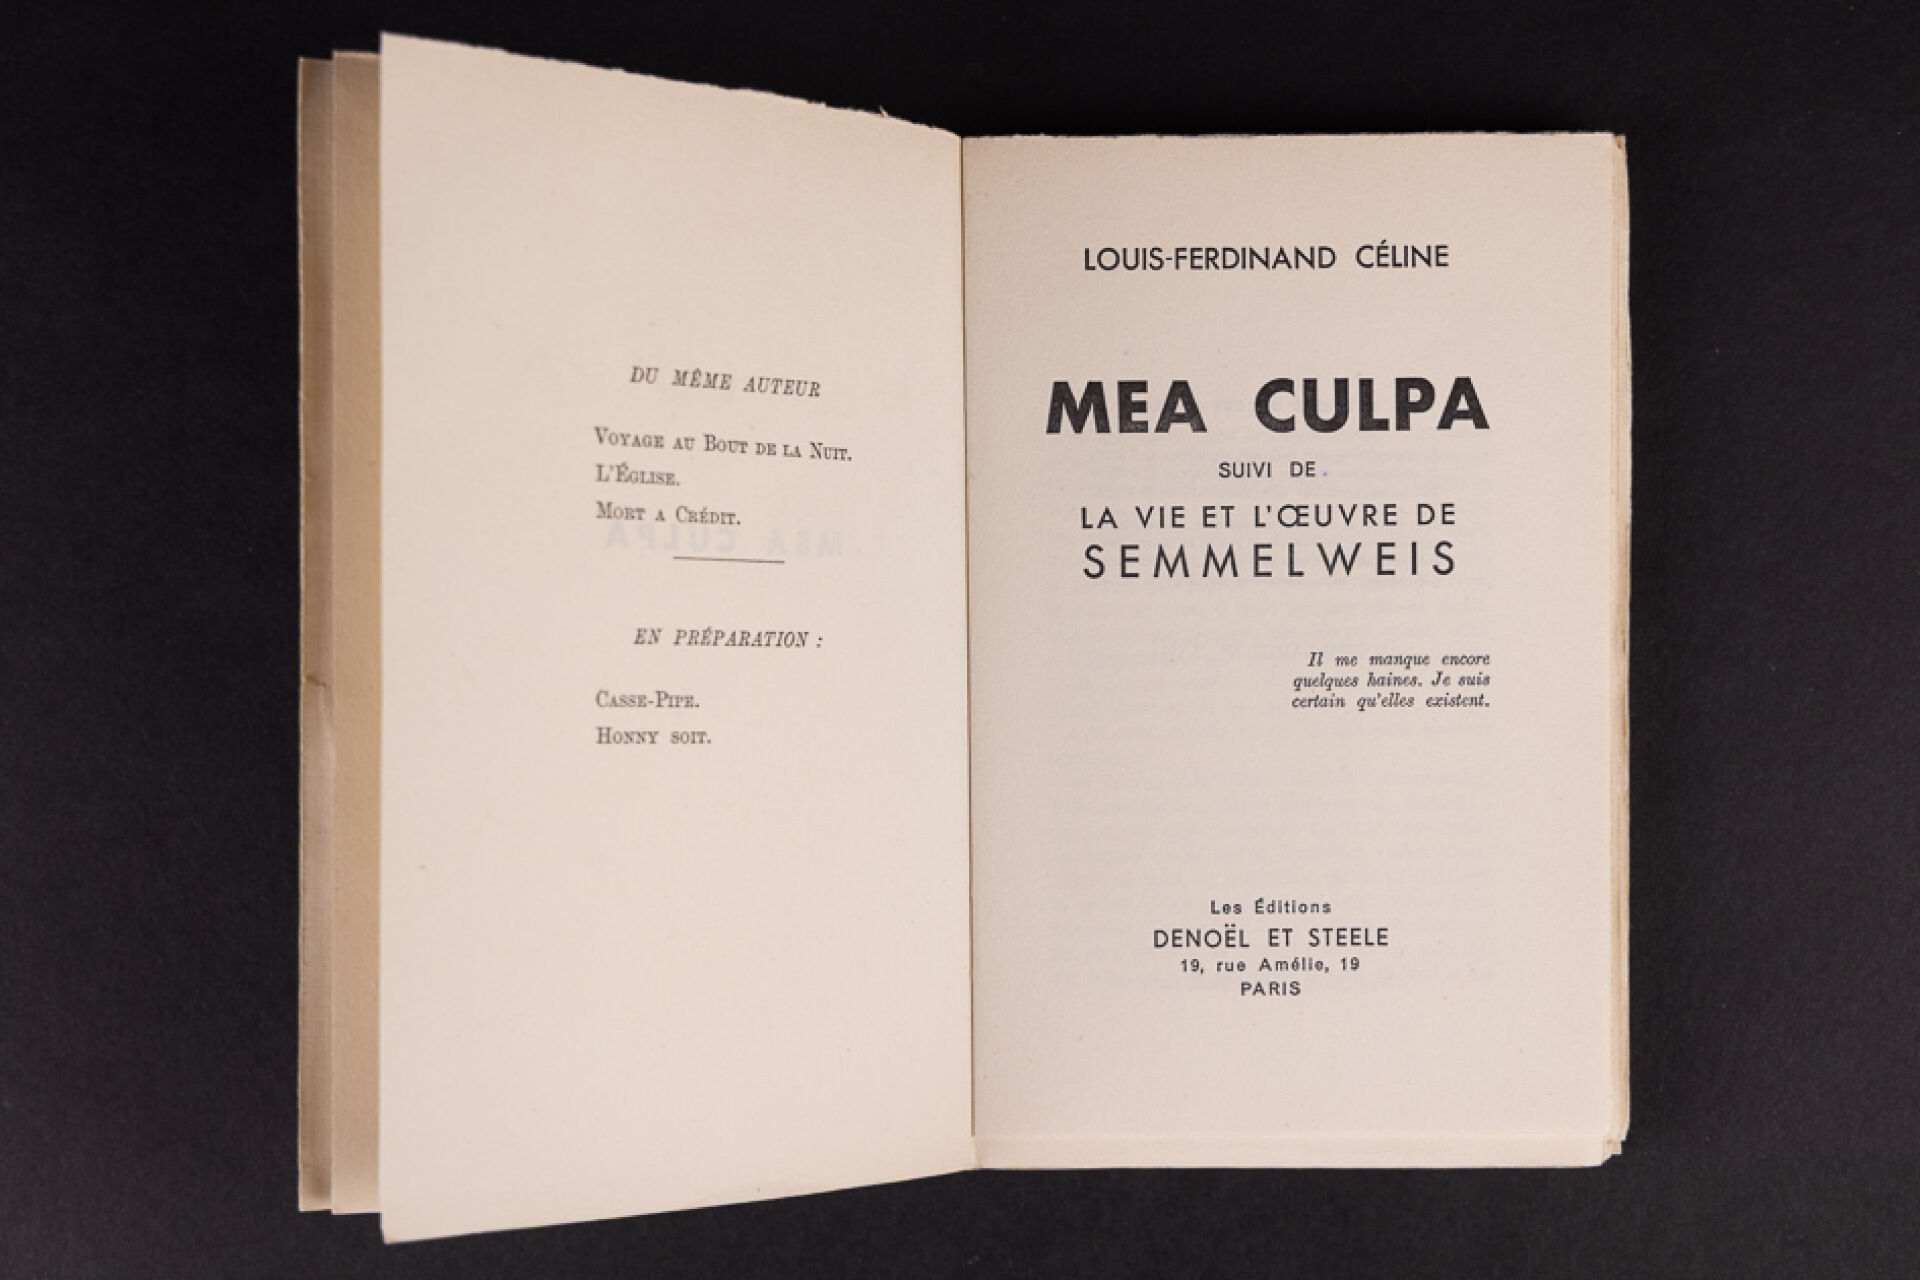 DU MÊME AUTEUR
VOYAGE AU BOUT DE LA NUIT.
L'ÉGLISE.
MORT A CRÉDIT.
EN PRÉPARATION :
CASSE-PIPE.
HONNY SOIT.
LOUIS-FERDINAND CÉLINE
MEA CULPA
SUIVI DE
LA VIE ET L'ŒUVRE DE
SEMMELWEIS
Il me manque encore
quelques haines. Je suis
certain qu'elles existent.
Les Éditions
DENOËL ET STEELE
19, rue Amélie, 19
PARIS